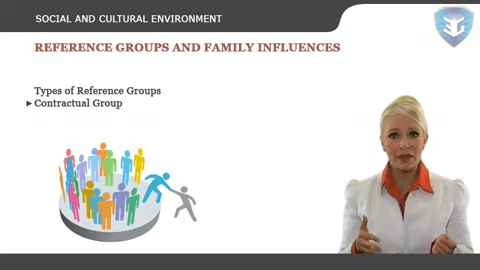 SOCIAL AND CULTURAL ENVIRONMENT
REFERENCE GROUPS AND FAMILY INFLUENCES
Types of Reference Groups
►Contractual Group